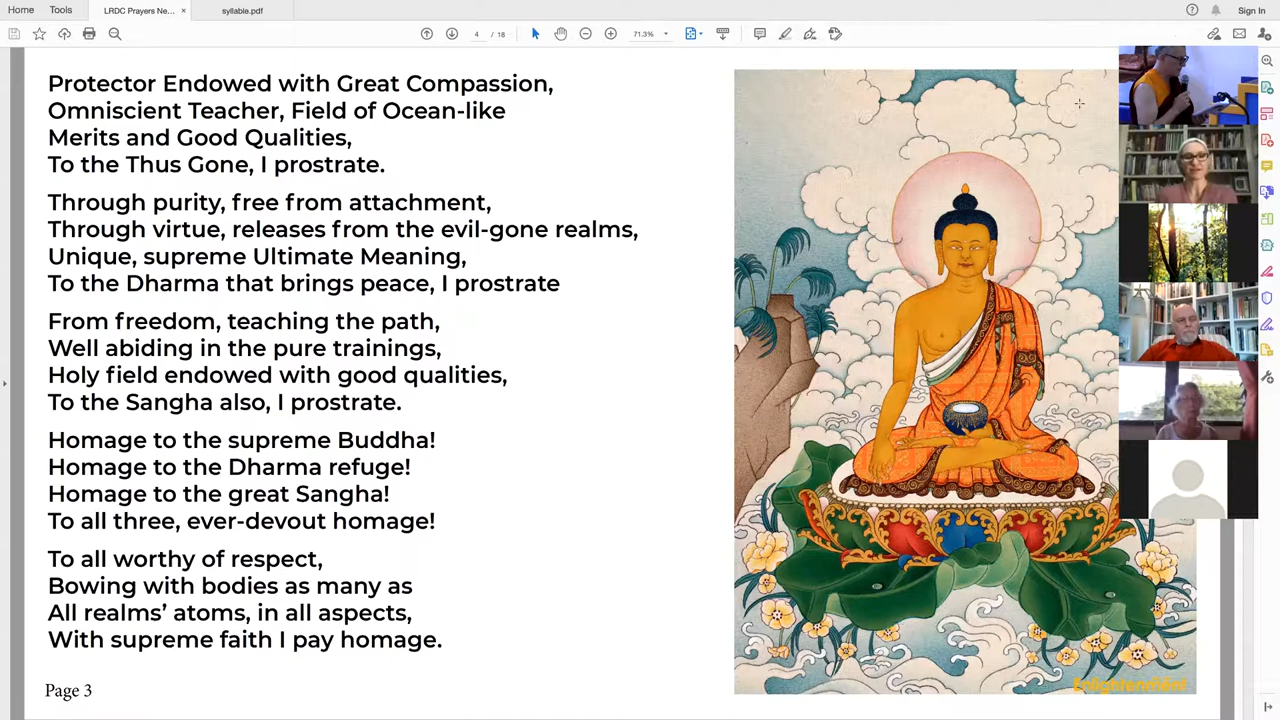 Home
Tools
LRDC Prayers Ne...
×
syllable.pdf
Sign In
4 / 18
71.3%
Protector Endowed with Great Compassion,
Omniscient Teacher, Field of Ocean-like
Merits and Good Qualities,
To the Thus Gone, I prostrate.
Through purity, free from attachment,
Through virtue, releases from the evil-gone realms,
Unique, supreme Ultimate Meaning,
To the Dharma that brings peace, I prostrate
From freedom, teaching the path,
Well abiding in the pure trainings,
Holy field endowed with good qualities,
To the Sangha also, I prostrate.
Homage to the supreme Buddha!
Homage to the Dharma refuge!
Homage to the great Sangha!
To all three, ever-devout homage!
To all worthy of respect,
Bowing with bodies as many as
All realms’ atoms, in all aspects,
With supreme faith I pay homage.
Page 3
Enlightenment